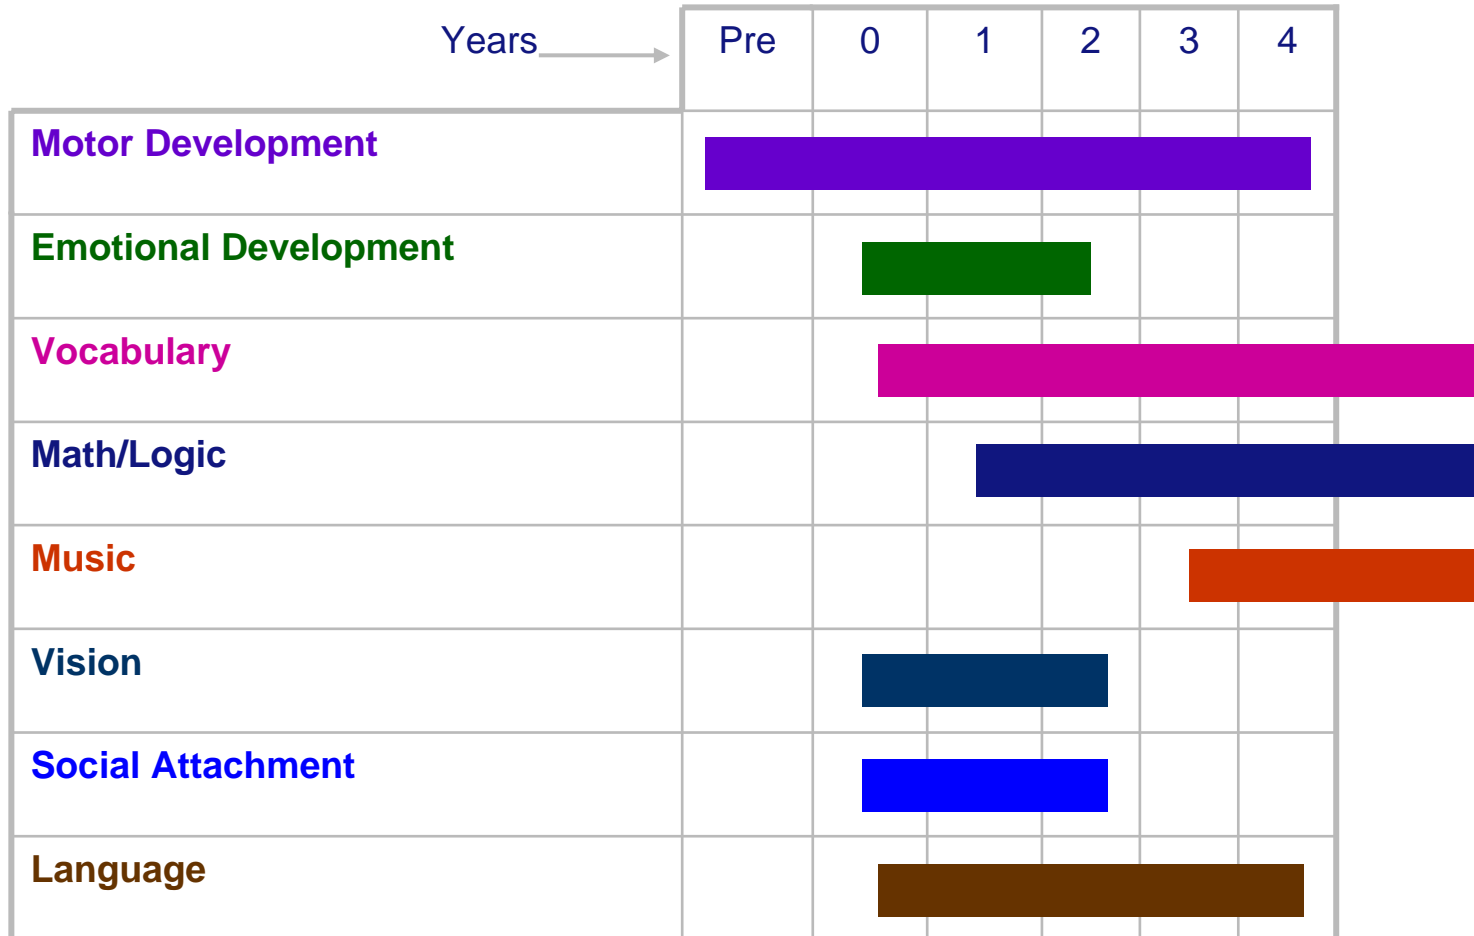 Years Pre 0 1 2 3 4
Motor Development
Emotional Development
Vocabulary
Math/Logic
Music
Vision
Social Attachment
Language